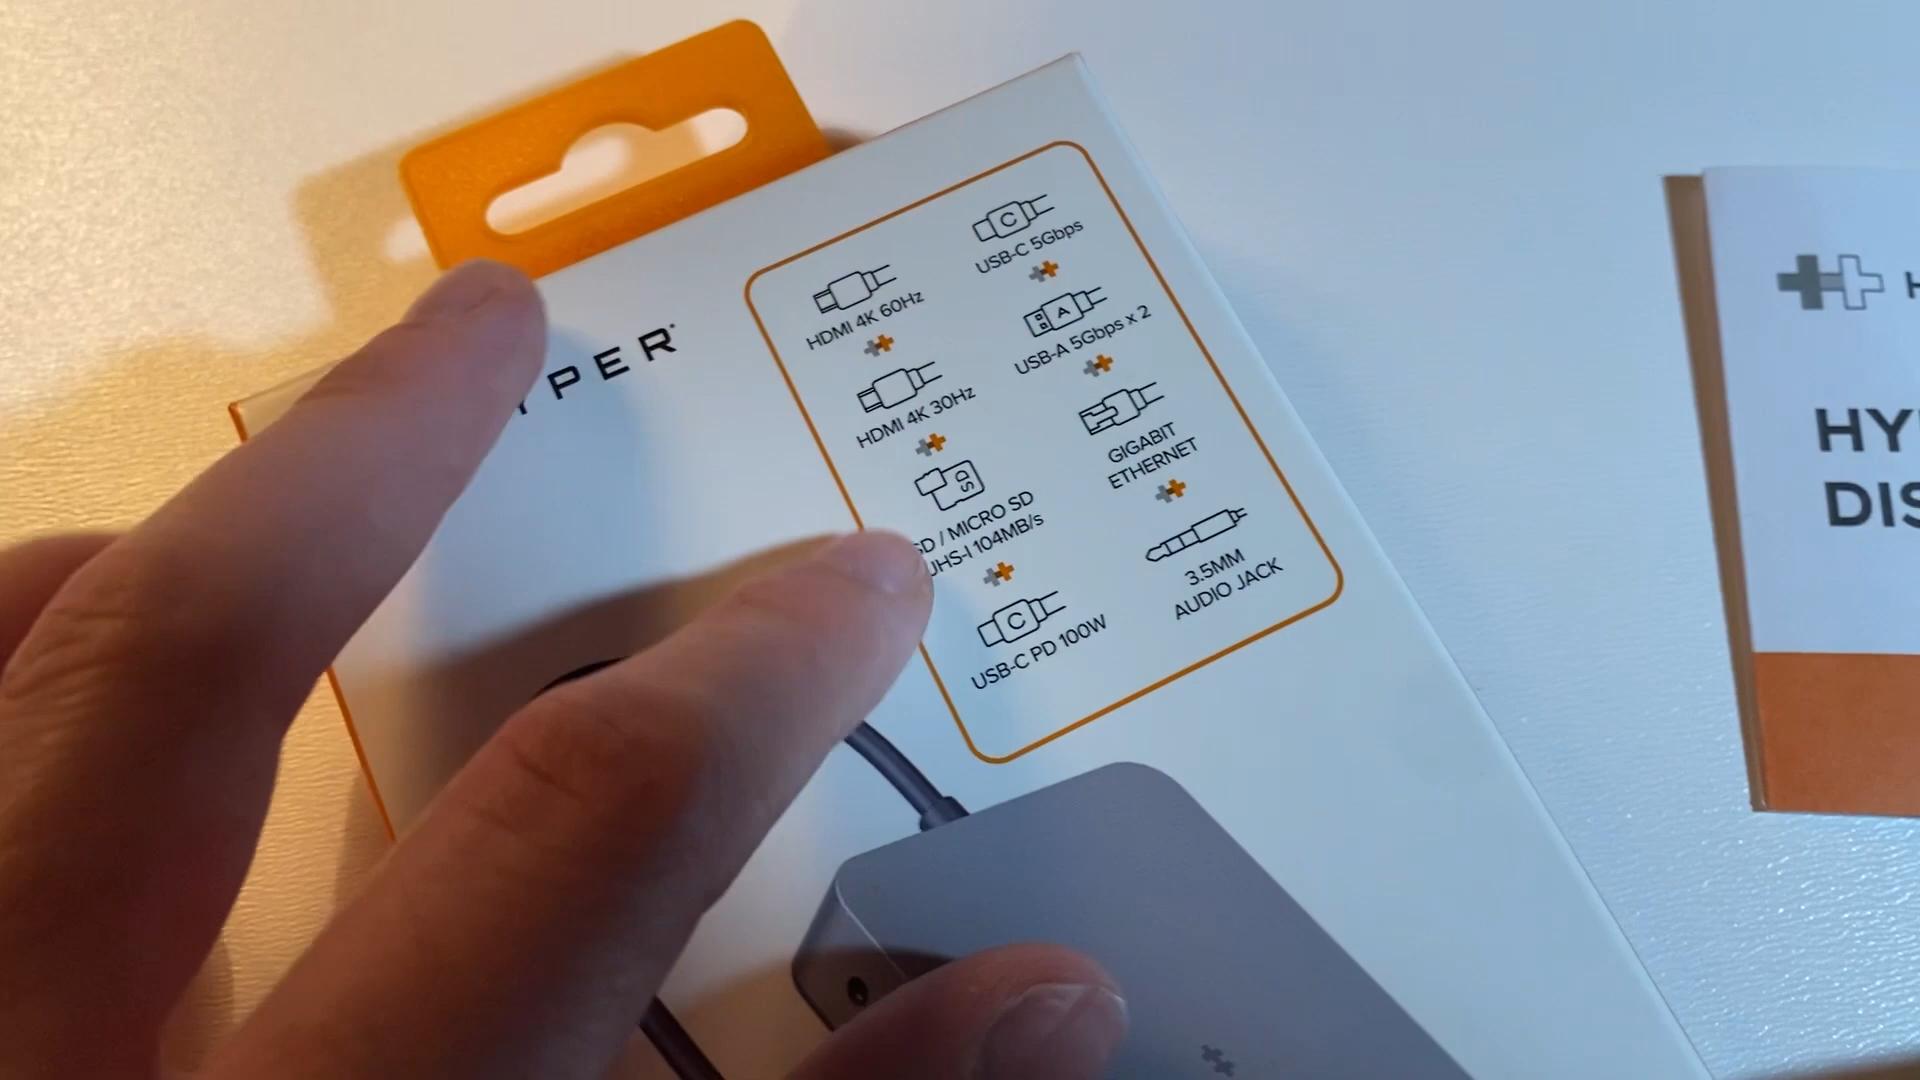 YPER
HDMI 4K 60Hz
HDMI 4K 30Hz
SD / MICRO SD
UHS-I 104MB/s
USB-C PD 100W
USB-C 5Gbps
USB-A 5Gbps x 2
GIGABIT
ETHERNET
3.5MM
AUDIO JACK
C
SD
C
A
C
H
HY
DIS